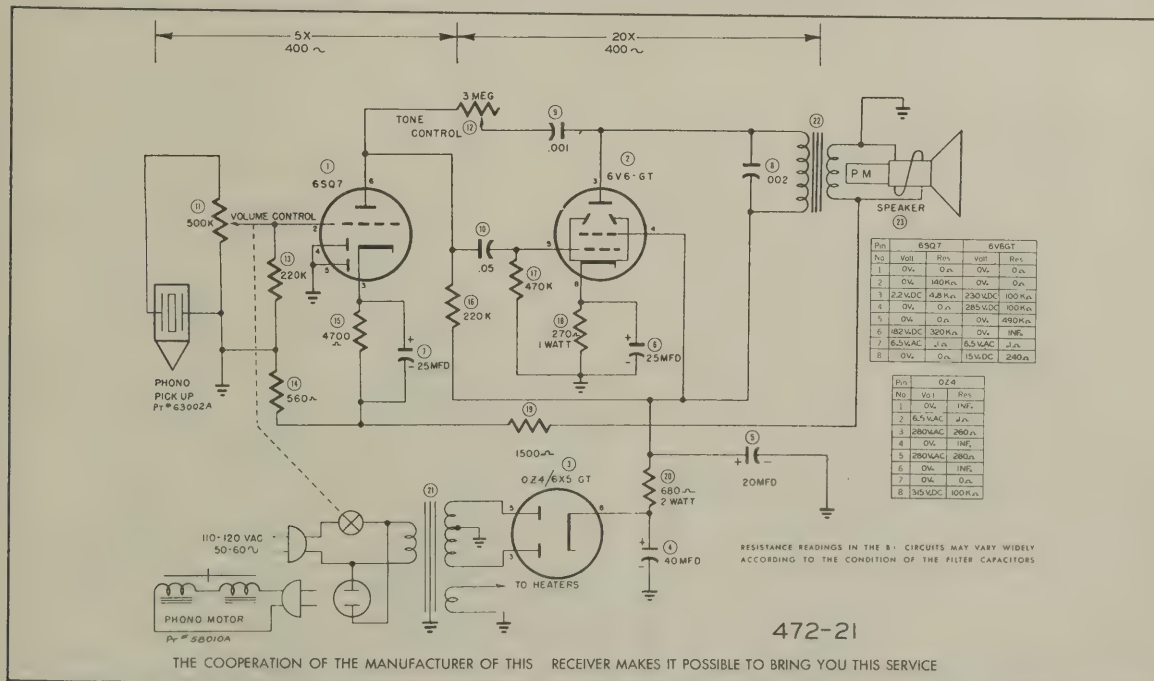 5X
400 ~
20X
400 ~
3 MEG
TONE
CONTROL
12
9
.001
1
6SQ7
6
2
6V6-GT
3
8
.002
22
PM
SPEAKER
23
11
500K
VOLUME CONTROL
2
4
5
3
13
220K
10
.05
5
4
8
17
470K
16
220K
15
4700
Ω
7
+
-
25MFD
18
270Ω
1 WATT
6
+
-
25MFD
14
560Ω
PHONO
PICK UP
Pt# 63002A
19
1500Ω
5
+ -
20MFD
3
OZ4/6X5 GT
5
3
8
20
680Ω
2 WATT
4
+
-
40MFD
21
110-120 VAC
50-60~
TO HEATERS
PHONO MOTOR
Pt# 58010A
Pin No 6SQ7 6V6GT
Volt Res Volt Res
1 0V. 0Ω 0V. 0Ω
2 0V. 140KΩ 0V. 0Ω
3 2.2V.DC 4.8KΩ 230V.DC 100KΩ
4 0V. 0Ω 285V.DC 100KΩ
5 0V. 0Ω 0V. 490KΩ
6 182V.DC 320KΩ 0V. INF.
7 6.5V.AC .1Ω 6.5V.AC .1Ω
8 0V. 0Ω 15V.DC 240Ω
Pin No OZ4
Volt Res
1 0V. INF.
2 6.5V.AC .1Ω
3 280V.AC 260Ω
4 0V. INF.
5 280V.AC 280Ω
6 0V. INF.
7 0V. 0Ω
8 315V.DC 100KΩ
RESISTANCE READINGS IN THE B+ CIRCUITS MAY VARY WIDELY
ACCORDING TO THE CONDITION OF THE FILTER CAPACITORS
472-21
THE COOPERATION OF THE MANUFACTURER OF THIS RECEIVER MAKES IT POSSIBLE TO BRING YOU THIS SERVICE